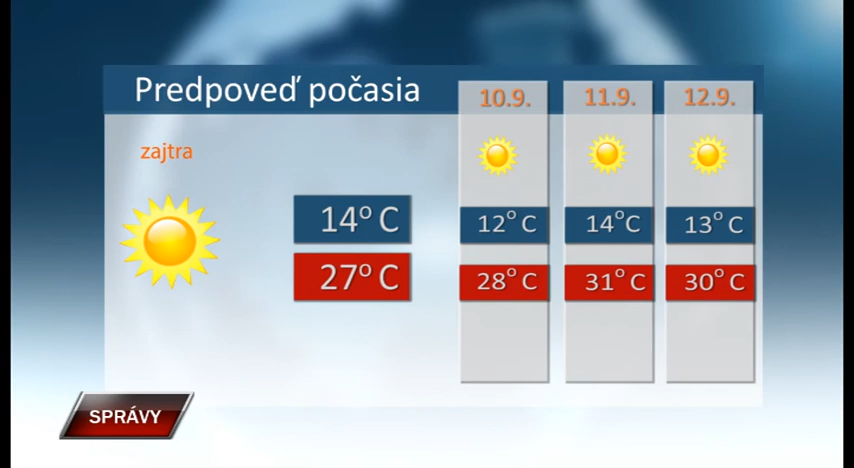 Predpoveď počasia
zajtra
14° C
27° C
10.9.
12° C
28° C
11.9.
14°C
31° C
12.9.
13° C
30° C
SPRÁVY